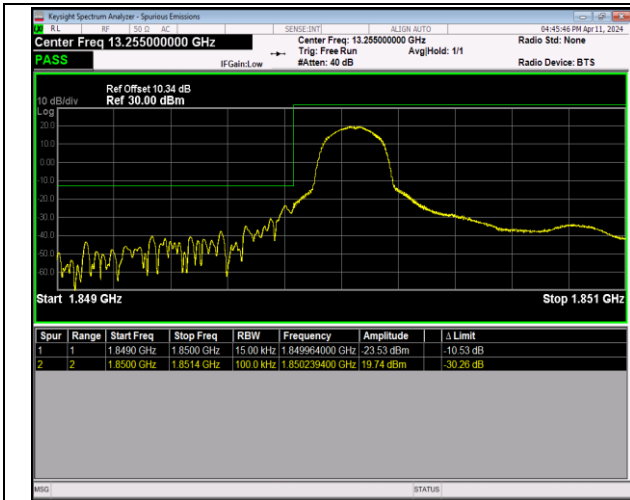 Keysight Spectrum Analyzer - Spurious Emissions
RL RF 50 Ω AC SENSE:INT ALIGN AUTO 04:45:46 PM Apr 11, 2024
Center Freq 13.255000000 GHz Center Freq: 13.255000000 GHz Radio Std: None
Trig: Free Run Avg|Hold: 1/1
PASS IFGain:Low #Atten: 40 dB Radio Device: BTS
Ref Offset 10.34 dB
10 dB/div Ref 30.00 dBm
Log
20.0
10.0
0.00
-10.0
-20.0
-30.0
-40.0
-50.0
-60.0
Start 1.849 GHz Stop 1.851 GHz
Spur Range Start Freq Stop Freq RBW Frequency Amplitude Δ Limit
1 1 1.8490 GHz 1.8500 GHz 15.00 kHz 1.849964000 GHz -23.53 dBm -10.53 dB
2 2 1.8500 GHz 1.8514 GHz 100.0 kHz 1.850239400 GHz 19.74 dBm -30.26 dB
MSG STATUS